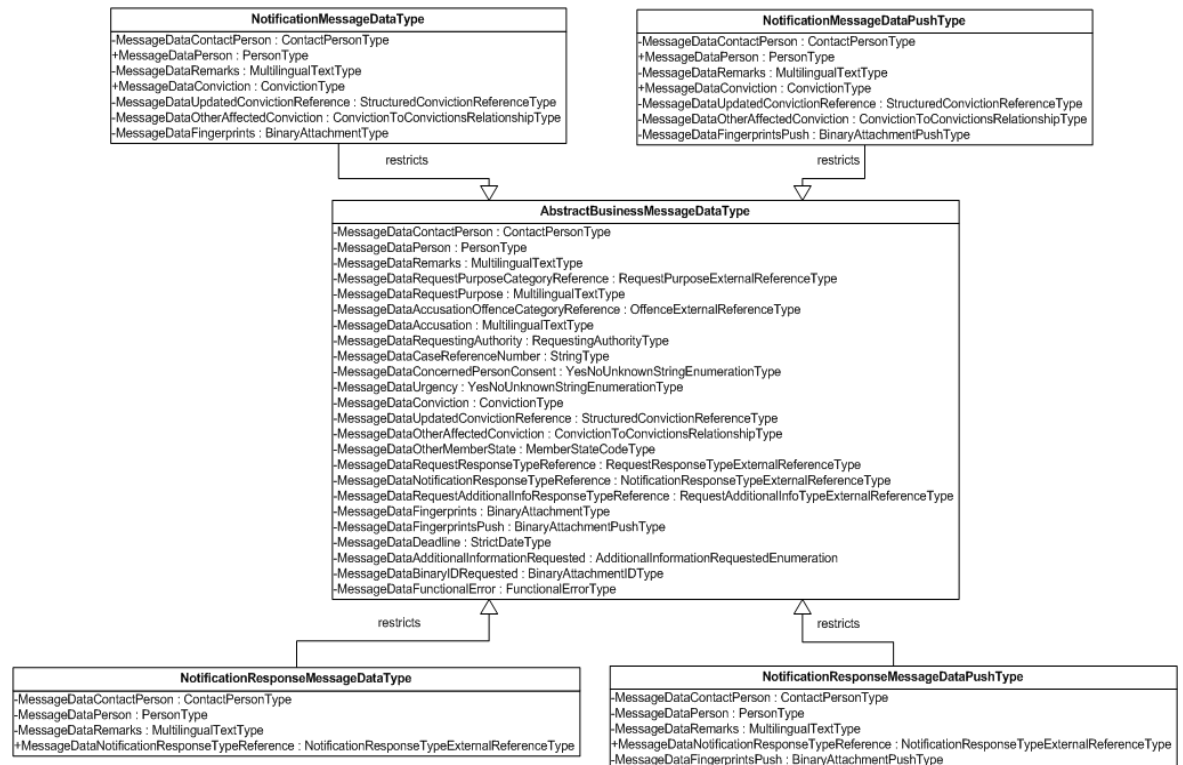 NotificationMessageDataType
-MessageDataContactPerson : ContactPersonType
+MessageDataPerson : PersonType
-MessageDataRemarks : MultilingualTextType
+MessageDataConviction : ConvictionType
-MessageDataUpdatedConvictionReference : StructuredConvictionReferenceType
-MessageDataOtherAffectedConviction : ConvictionToConvictionsRelationshipType
-MessageDataFingerprints : BinaryAttachmentType
NotificationMessageDataPushType
-MessageDataContactPerson : ContactPersonType
+MessageDataPerson : PersonType
-MessageDataRemarks : MultilingualTextType
+MessageDataConviction : ConvictionType
-MessageDataUpdatedConvictionReference : StructuredConvictionReferenceType
-MessageDataOtherAffectedConviction : ConvictionToConvictionsRelationshipType
-MessageDataFingerprintsPush : BinaryAttachmentPushType
restricts
restricts
AbstractBusinessMessageDataType
-MessageDataContactPerson : ContactPersonType
-MessageDataPerson : PersonType
-MessageDataRemarks : MultilingualTextType
-MessageDataRequestPurposeCategoryReference : RequestPurposeExternalReferenceType
-MessageDataRequestPurpose : MultilingualTextType
-MessageDataAccusationOffenceCategoryReference : OffenceExternalReferenceType
-MessageDataAccusation : MultilingualTextType
-MessageDataRequestingAuthority : RequestingAuthorityType
-MessageDataCaseReferenceNumber : StringType
-MessageDataConcernedPersonConsent : YesNoUnknownStringEnumerationType
-MessageDataUrgency : YesNoUnknownStringEnumerationType
-MessageDataConviction : ConvictionType
-MessageDataUpdatedConvictionReference : StructuredConvictionReferenceType
-MessageDataOtherAffectedConviction : ConvictionToConvictionsRelationshipType
-MessageDataOtherMemberState : MemberStateCodeType
-MessageDataRequestResponseTypeReference : RequestResponseTypeExternalReferenceType
-MessageDataNotificationResponseTypeReference : NotificationResponseTypeExternalReferenceType
-MessageDataRequestAdditionalInfoResponseTypeReference : RequestAdditionalInfoTypeExternalReferenceType
-MessageDataFingerprints : BinaryAttachmentType
-MessageDataFingerprintsPush : BinaryAttachmentPushType
-MessageDataDeadline : StrictDateType
-MessageDataAdditionalInformationRequested : AdditionalInformationRequestedEnumeration
-MessageDataBinaryIDRequested : BinaryAttachmentIDType
-MessageDataFunctionalError : FunctionalErrorType
restricts
restricts
NotificationResponseMessageDataType
-MessageDataContactPerson : ContactPersonType
-MessageDataPerson : PersonType
-MessageDataRemarks : MultilingualTextType
+MessageDataNotificationResponseTypeReference : NotificationResponseTypeExternalReferenceType
NotificationResponseMessageDataPushType
-MessageDataContactPerson : ContactPersonType
-MessageDataPerson : PersonType
-MessageDataRemarks : MultilingualTextType
+MessageDataNotificationResponseTypeReference : NotificationResponseTypeExternalReferenceType
-MessageDataFingerprintsPush : BinaryAttachmentPushType